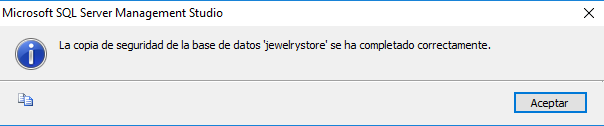 Microsoft SQL Server Management Studio
La copia de seguridad de la base de datos 'jewelrystore' se ha completado correctamente.
Aceptar